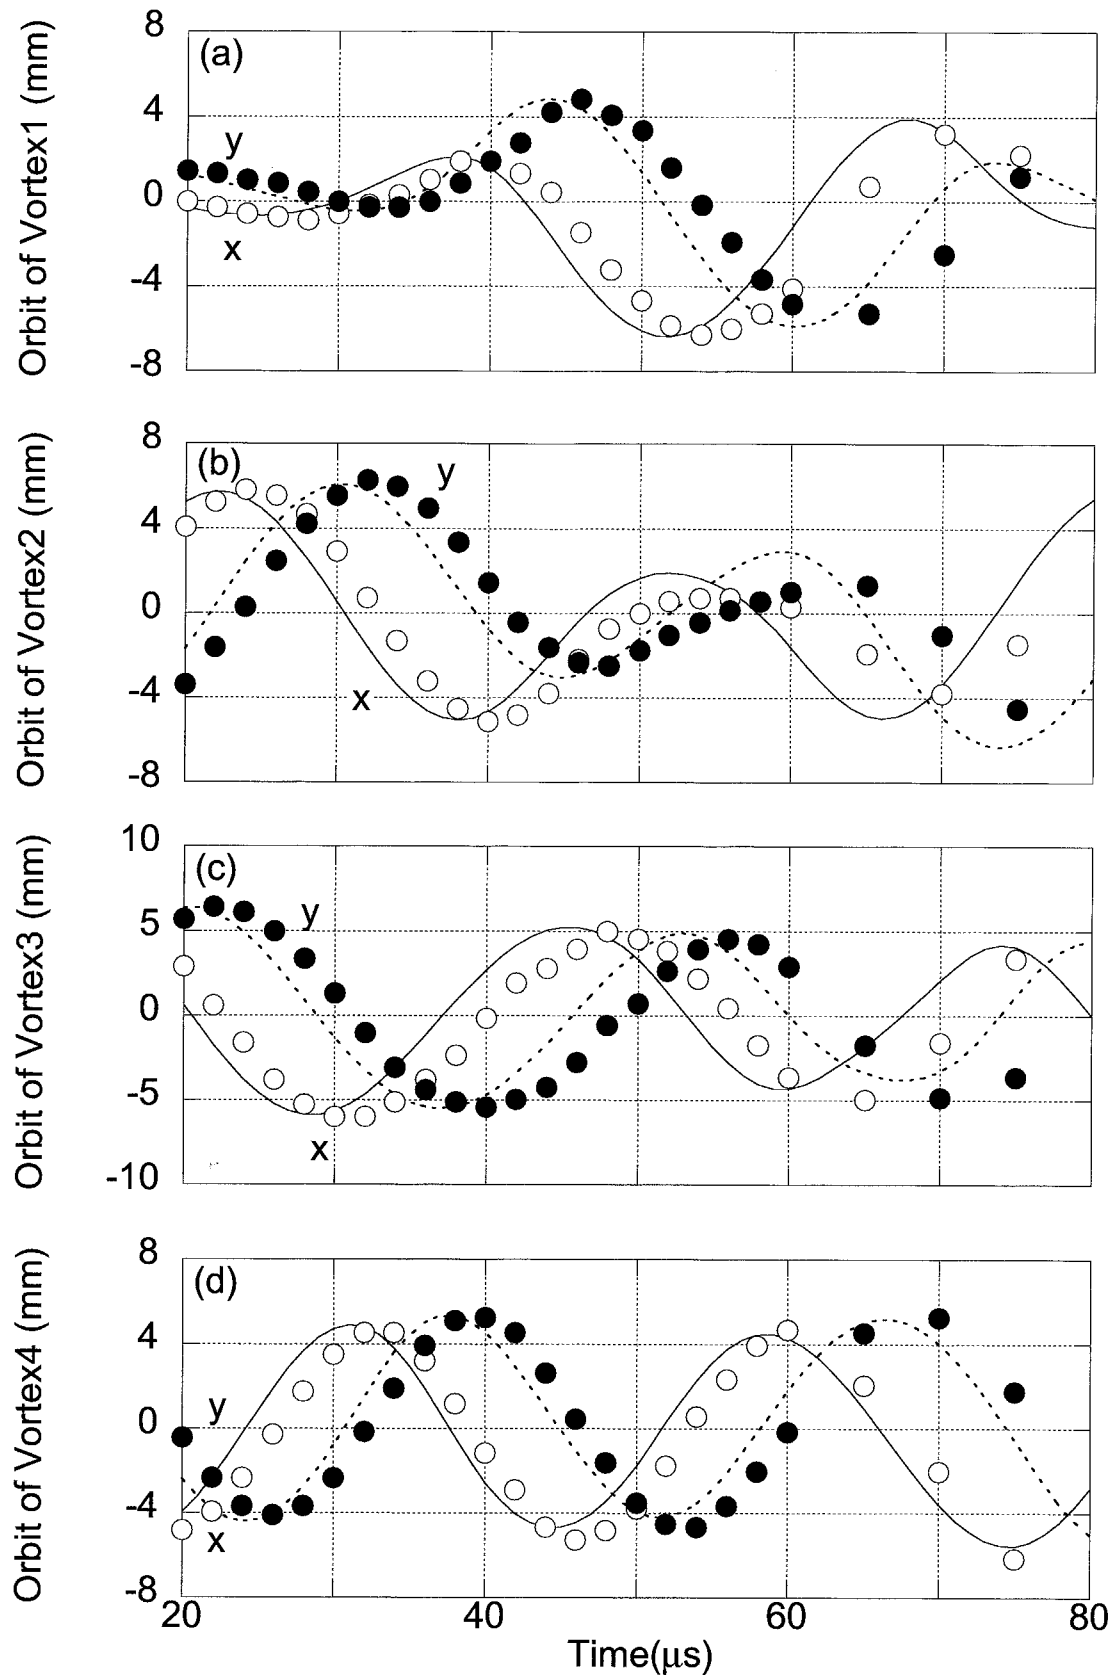 Orbit of Vortex1 (mm)
(a)
8
4
0
-4
-8
y
x
Orbit of Vortex2 (mm)
(b)
8
4
0
-4
-8
y
x
Orbit of Vortex3 (mm)
(c)
10
5
0
-5
-10
y
x
Orbit of Vortex4 (mm)
(d)
8
4
0
-4
-8
y
x
20 40 60 80
Time(μs)